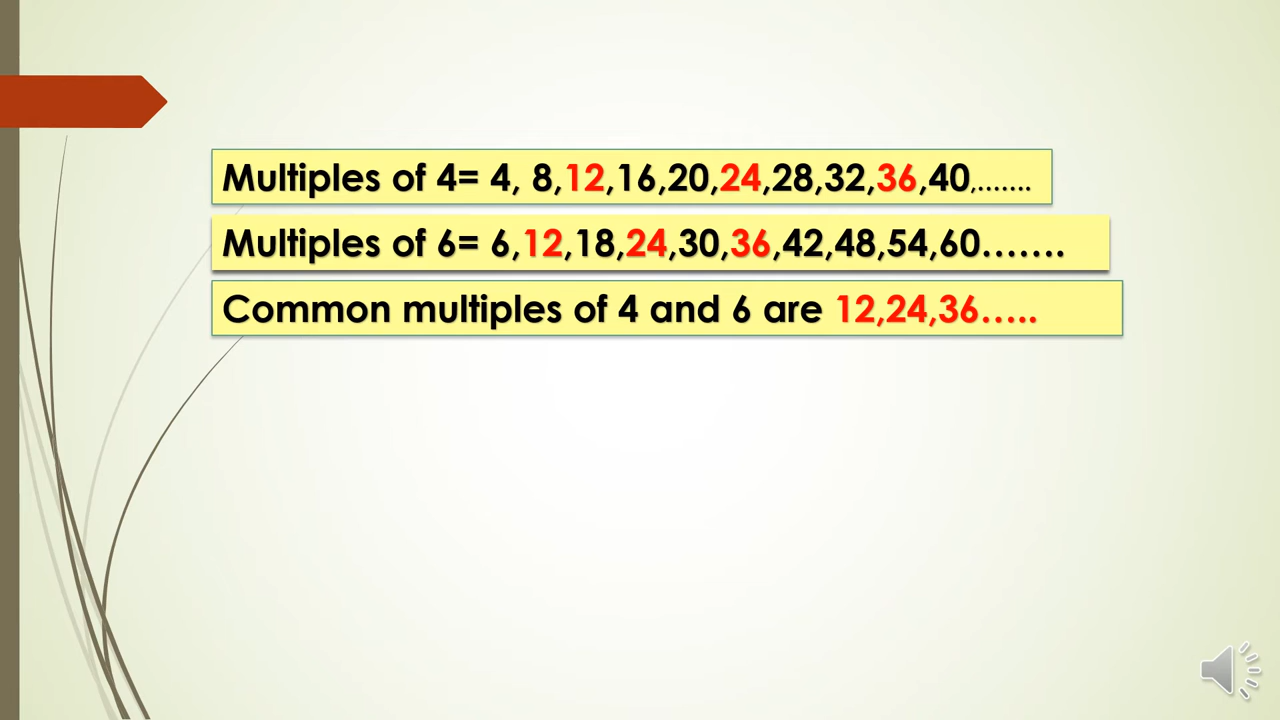 Multiples of 4= 4, 8,12,16,20,24,28,32,36,40,.......
Multiples of 6= 6,12,18,24,30,36,42,48,54,60…….
Common multiples of 4 and 6 are 12,24,36…..